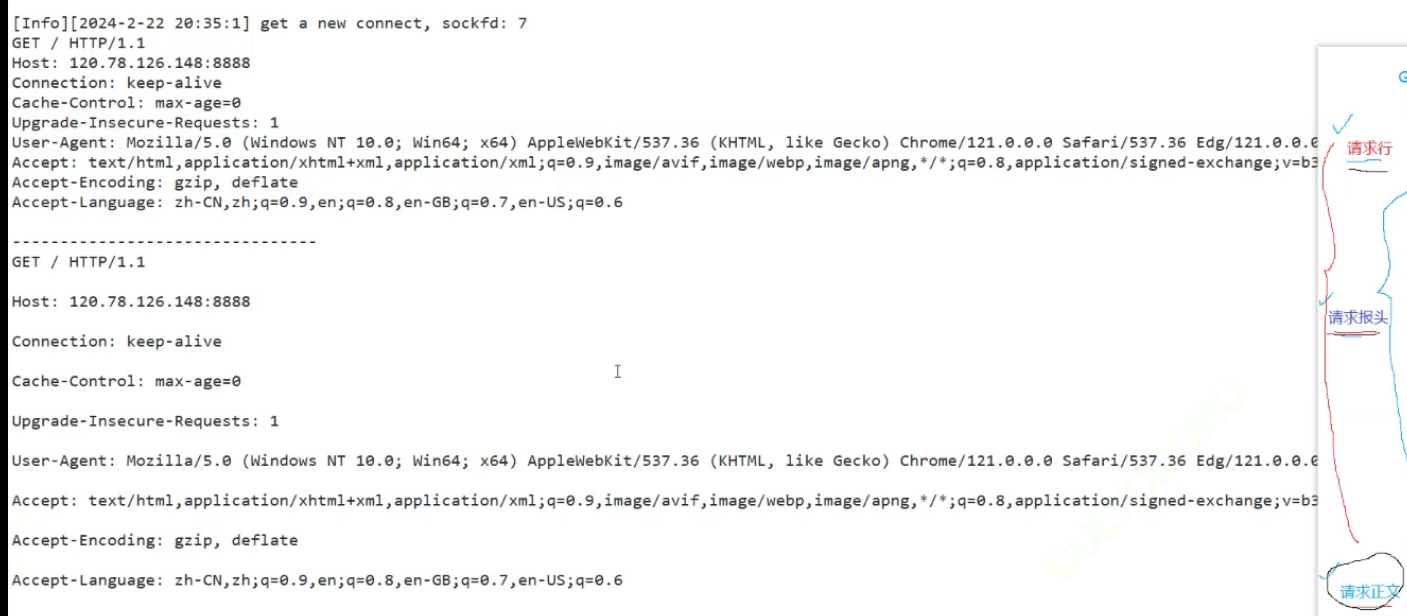 [Info][2024-2-22 20:35:1] get a new connect, sockfd: 7
GET / HTTP/1.1
Host: 120.78.126.148:8888
Connection: keep-alive
Cache-Control: max-age=0
Upgrade-Insecure-Requests: 1
User-Agent: Mozilla/5.0 (Windows NT 10.0; Win64; x64) AppleWebKit/537.36 (KHTML, like Gecko) Chrome/121.0.0.0 Safari/537.36 Edg/121.0.0.0
Accept: text/html,application/xhtml+xml,application/xml;q=0.9,image/avif,image/webp,image/apng,*/*;q=0.8,application/signed-exchange;v=b3
Accept-Encoding: gzip, deflate
Accept-Language: zh-CN,zh;q=0.9,en;q=0.8,en-GB;q=0.7,en-US;q=0.6
--------------------------------
GET / HTTP/1.1
Host: 120.78.126.148:8888
Connection: keep-alive
Cache-Control: max-age=0
Upgrade-Insecure-Requests: 1
User-Agent: Mozilla/5.0 (Windows NT 10.0; Win64; x64) AppleWebKit/537.36 (KHTML, like Gecko) Chrome/121.0.0.0 Safari/537.36 Edg/121.0.0.0
Accept: text/html,application/xhtml+xml,application/xml;q=0.9,image/avif,image/webp,image/apng,*/*;q=0.8,application/signed-exchange;v=b3
Accept-Encoding: gzip, deflate
Accept-Language: zh-CN,zh;q=0.9,en;q=0.8,en-GB;q=0.7,en-US;q=0.6
请求行
请求报头
请求正文